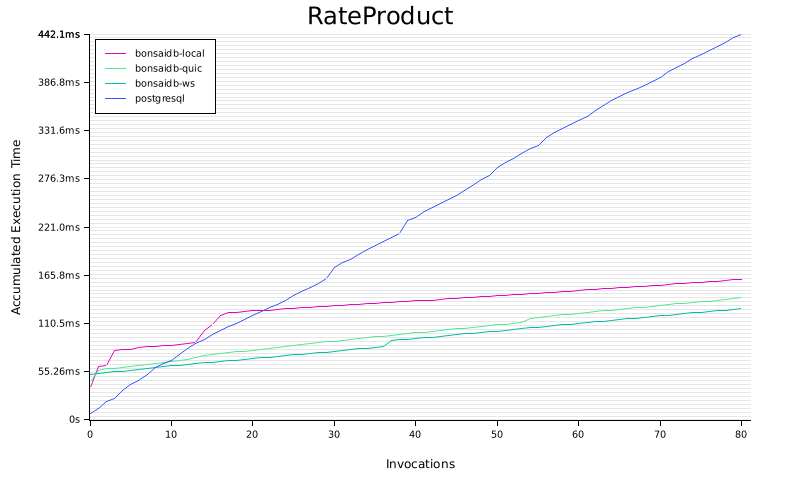 RateProduct
442.1ms
386.8ms
331.6ms
276.3ms
221.0ms
165.8ms
110.5ms
55.26ms
0s
bonsaidb-local
bonsaidb-quic
bonsaidb-ws
postgresql
Accumulated Execution Time
0 10 20 30 40 50 60 70 80
Invocations